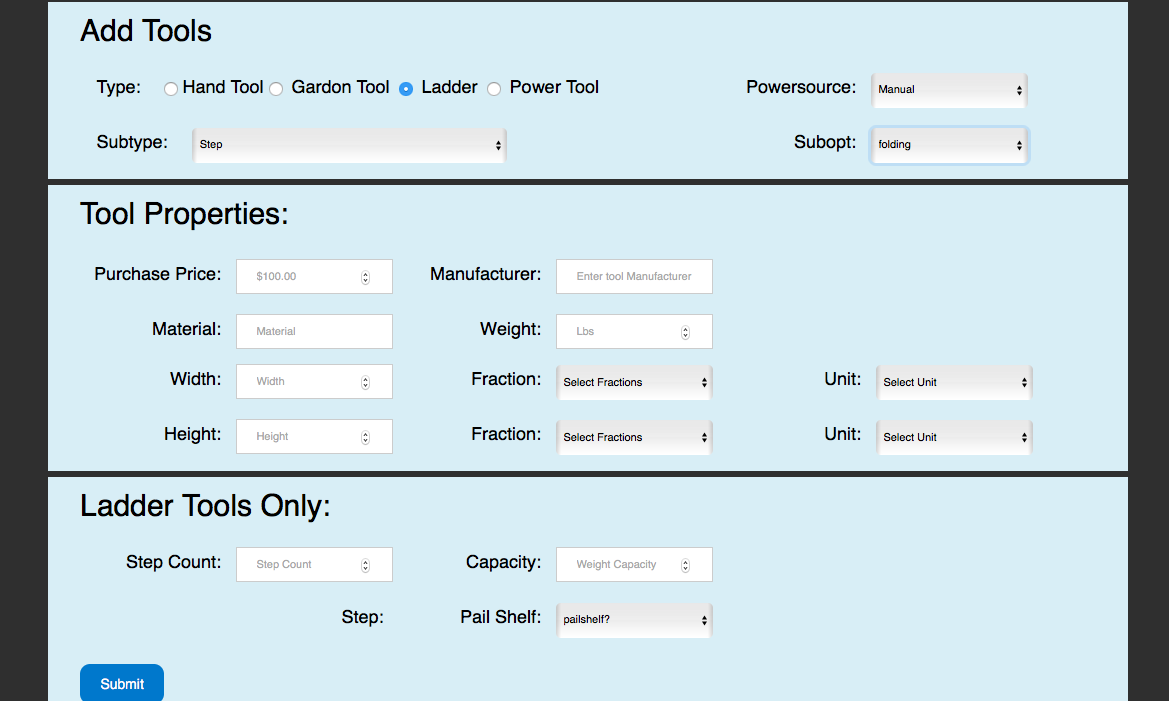 Add Tools
Type: Hand Tool Gardon Tool Ladder Power Tool Powersource: Manual
Subtype: Step Subopt: folding
Tool Properties:
Purchase Price: $100.00 Manufacturer: Enter tool Manufacturer
Material: Material Weight: Lbs
Width: Width Fraction: Select Fractions Unit: Select Unit
Height: Height Fraction: Select Fractions Unit: Select Unit
Ladder Tools Only:
Step Count: Step Count Capacity: Weight Capacity
Step: Pail Shelf: pailshelf?
Submit